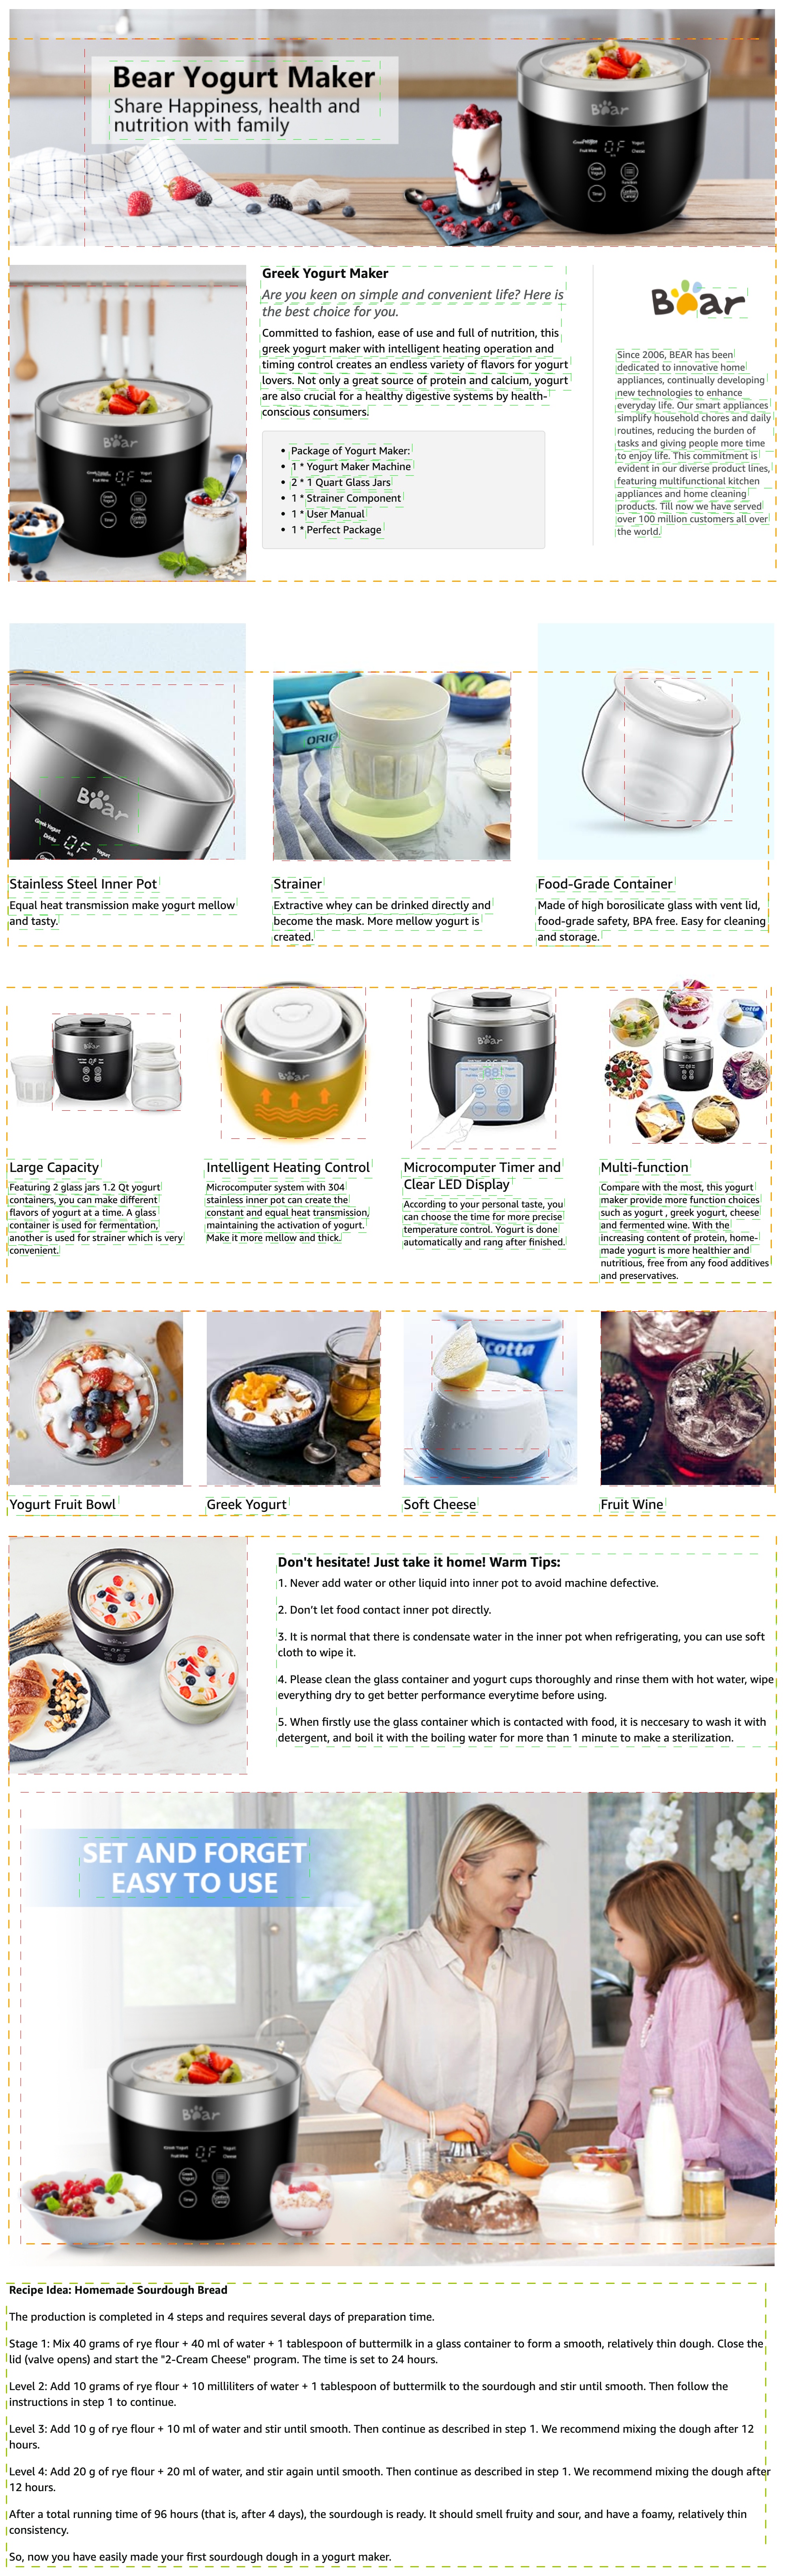 Bear Yogurt Maker
Share Happiness, health and
nutrition with family
Bear
Greek Yogurt
Yogurt
Fruit Wine
Cheese
Greek Yogurt
Function
Timer
Greek Yogurt Maker
Are you keen on simple and convenient life? Here is
the best choice for you.
Committed to fashion, ease of use and full of nutrition, this
greek yogurt maker with intelligent heating operation and
timing control creates an endless variety of flavors for yogurt
lovers. Not only a great source of protein and calcium, yogurt
are also crucial for a healthy digestive systems by health-
conscious consumers.
• Package of Yogurt Maker:
• 1 * Yogurt Maker Machine
• 2 * 1 Quart Glass Jars
• 1 * Strainer Component
• 1 * User Manual
• 1 * Perfect Package
Bear
Bear
Since 2006, BEAR has been
dedicated to innovative home
appliances, continually developing
new technologies to enhance
everyday life. Our smart appliances
simplify household chores and daily
routines, reducing the burden of
tasks and giving people more time
to enjoy life. This commitment is
evident in our diverse product lines,
featuring multifunctional kitchen
appliances and home cleaning
products. Till now we have served
over 100 million customers all over
the world.
Bear
Greek Yogurt
Drinks
ORIG
Stainless Steel Inner Pot
Equal heat transmission make yogurt mellow
and tasty.
Strainer
Extractive whey can be drinked directly and
become the mask. More mellow yogurt is
created.
Food-Grade Container
Made of high borosilicate glass with vent lid,
food-grade safety, BPA free. Easy for cleaning
and storage.
Bear
Bear
Bear
cotta
Large Capacity
Featuring 2 glass jars 1.2 Qt yogurt
containers, you can make different
flavors of yogurt at a time. A glass
container is used for fermentation,
another is used for strainer which is very
convenient.
Intelligent Heating Control
Microcomputer system with 304
stainless inner pot can create the
constant and equal heat transmission,
maintaining the activation of yogurt.
Make it more mellow and thick.
Microcomputer Timer and
Clear LED Display
According to your personal taste, you
can choose the time for more precise
temperature control. Yogurt is done
automatically and rang after finished.
Multi-function
Compare with the most, this yogurt
maker provide more function choices
such as yogurt , greek yogurt, cheese
and fermented wine. With the
increasing content of protein, home-
made yogurt is more healthier and
nutritious, free from any food additives
and preservatives.
cotta
Yogurt Fruit Bowl
Greek Yogurt
Soft Cheese
Fruit Wine
Don't hesitate! Just take it home! Warm Tips:
1. Never add water or other liquid into inner pot to avoid machine defective.
2. Don't let food contact inner pot directly.
3. It is normal that there is condensate water in the inner pot when refrigerating, you can use soft
cloth to wipe it.
4. Please clean the glass container and yogurt cups thoroughly and rinse them with hot water, wipe
everything dry to get better performance everytime before using.
5. When firstly use the glass container which is contacted with food, it is neccesary to wash it with
detergent, and boil it with the boiling water for more than 1 minute to make a sterilization.
SET AND FORGET
EASY TO USE
Bear
Greek Yogurt
Yogurt
Fruit Wine
Cheese
Greek Yogurt
Function
Timer
Recipe Idea: Homemade Sourdough Bread
The production is completed in 4 steps and requires several days of preparation time.
Stage 1: Mix 40 grams of rye flour + 40 ml of water + 1 tablespoon of buttermilk in a glass container to form a smooth, relatively thin dough. Close the
lid (valve opens) and start the "2-Cream Cheese" program. The time is set to 24 hours.
Level 2: Add 10 grams of rye flour + 10 milliliters of water + 1 tablespoon of buttermilk to the sourdough and stir until smooth. Then follow the
instructions in step 1 to continue.
Level 3: Add 10 g of rye flour + 10 ml of water and stir until smooth. Then continue as described in step 1. We recommend mixing the dough after 12
hours.
Level 4: Add 20 g of rye flour + 20 ml of water, and stir again until smooth. Then continue as described in step 1. We recommend mixing the dough after
12 hours.
After a total running time of 96 hours (that is, after 4 days), the sourdough is ready. It should smell fruity and sour, and have a foamy, relatively thin
consistency.
So, now you have easily made your first sourdough dough in a yogurt maker.